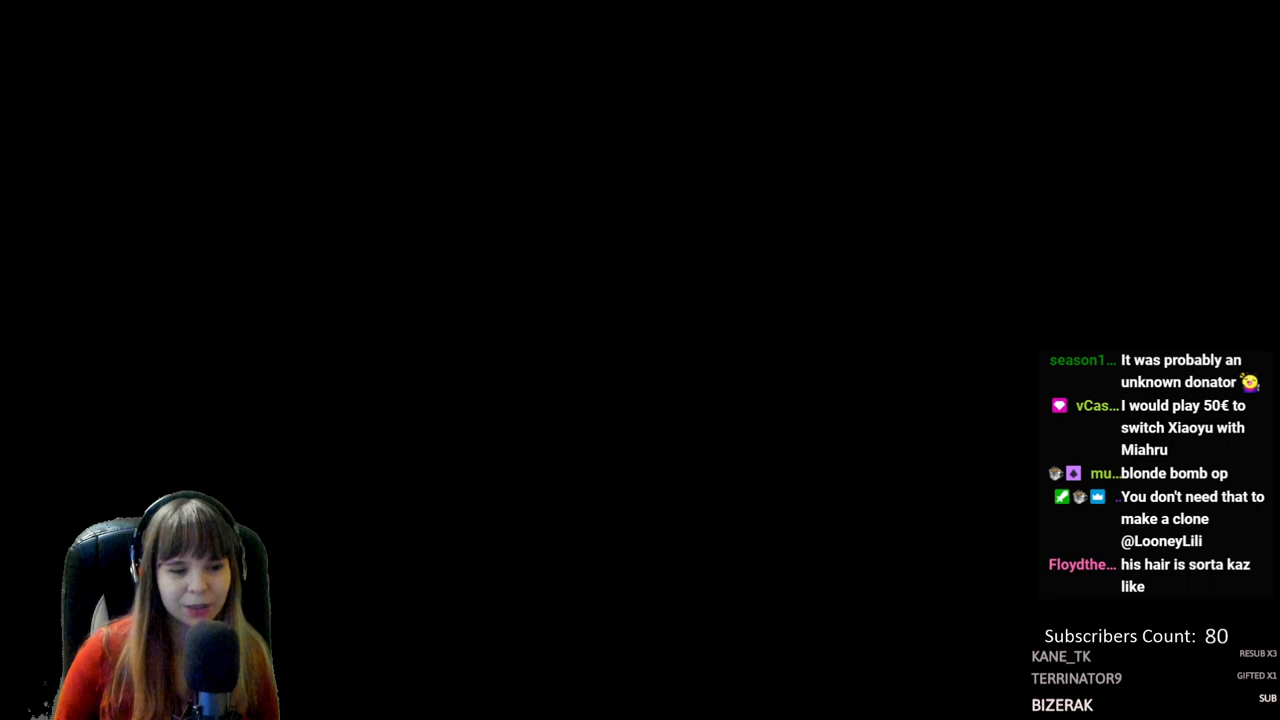 season1... It was probably an
unknown donator
vCas... I would play 50€ to
switch Xiaoyu with
Miahru
mu... blonde bomb op
... You don't need that to
make a clone
@LooneyLili
Floydthe... his hair is sorta kaz
like
Subscribers Count: 80
KANE_TK RESUB X3
TERRINATOR9 GIFTED X1
BIZERAK SUB